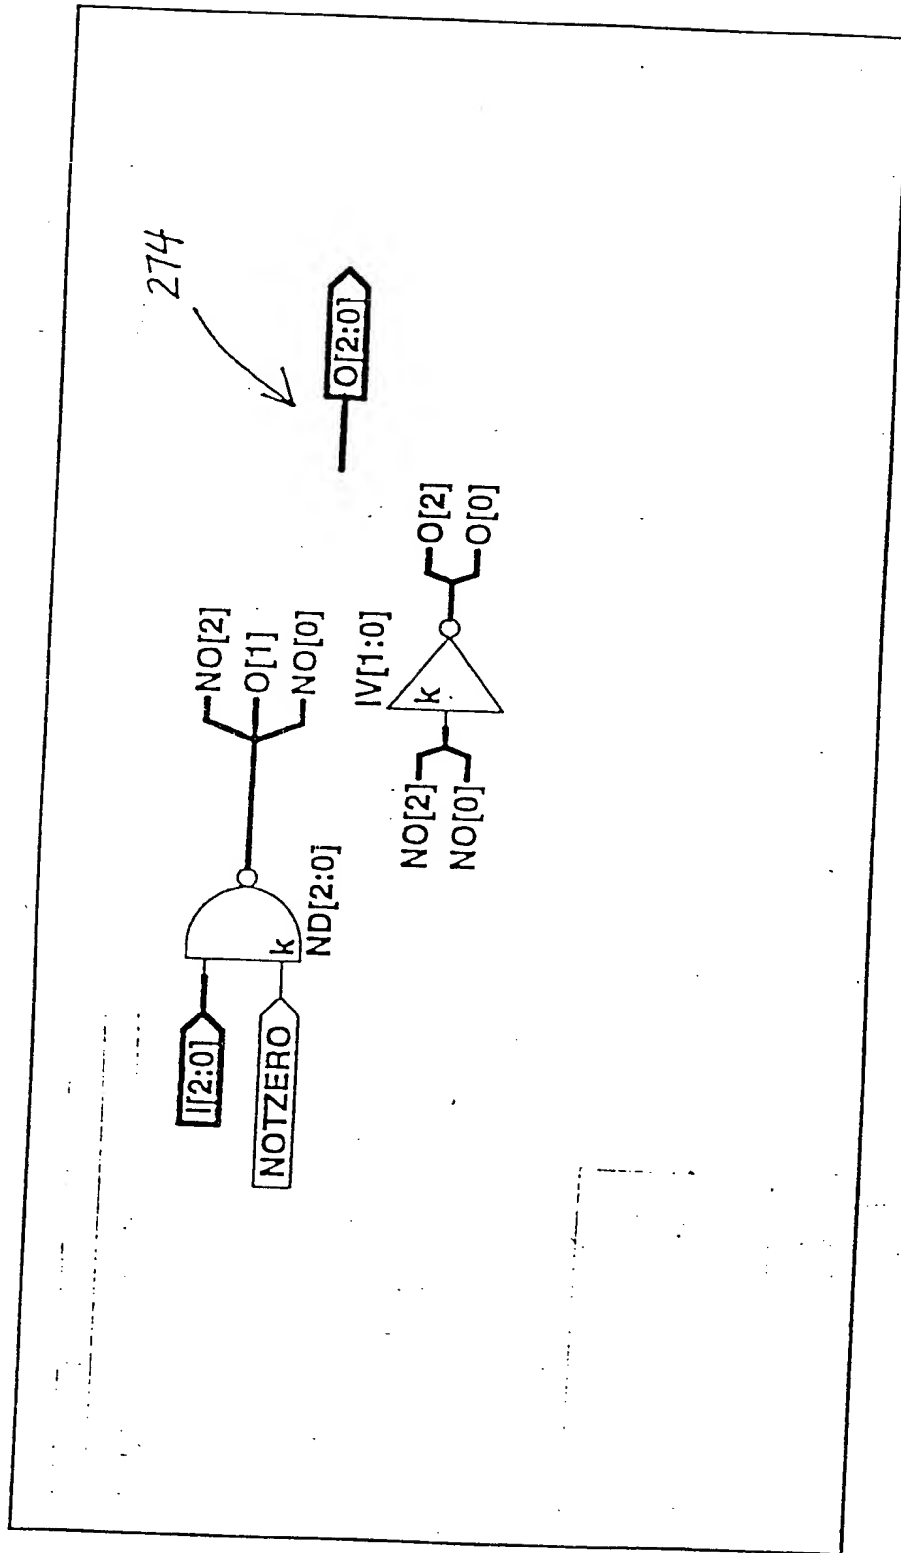 274
I[2:0]
NOTZERO
k
ND[2:0]
NO[2]
O[1]
NO[0]
O[2:0]
NO[2]
NO[0]
k
IV[1:0]
O[2]
O[0]